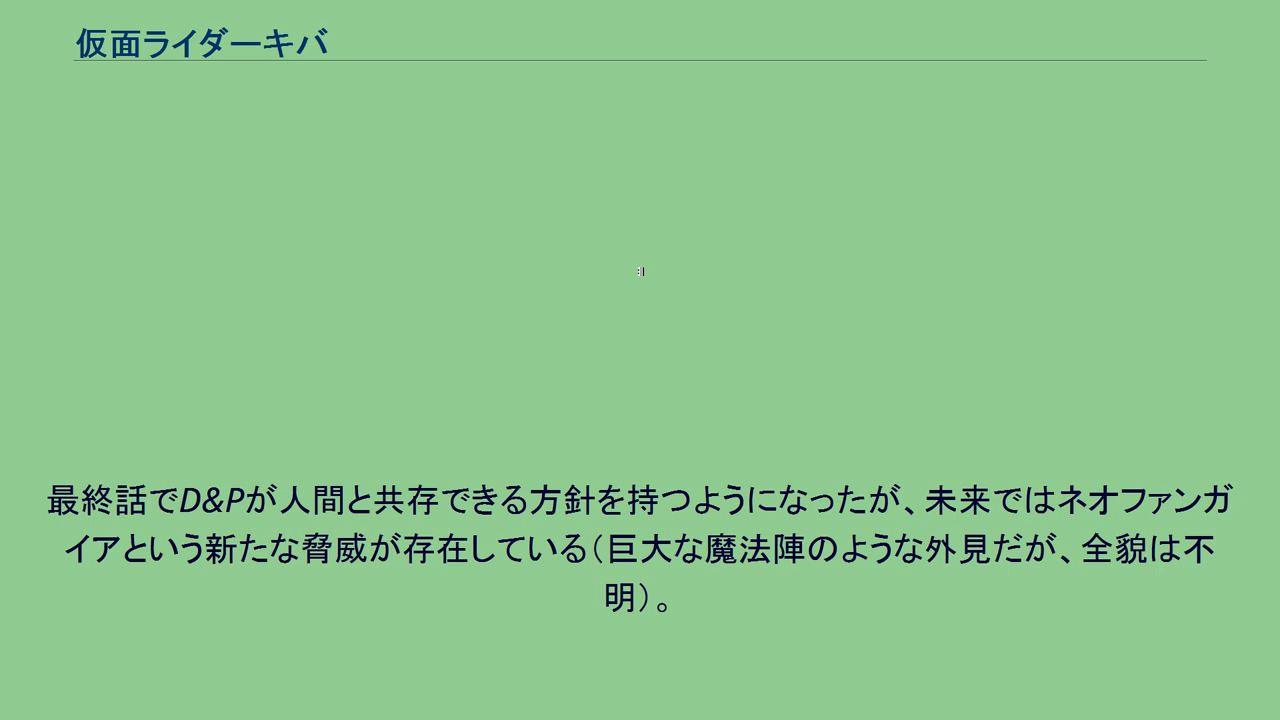 仮面ライダーキバ
最終話でD&Pが人間と共存できる方針を持つようになったが、未来ではネオファンガ
イアという新たな脅威が存在している（巨大な魔法陣のような外見だが、全貌は不
明）。